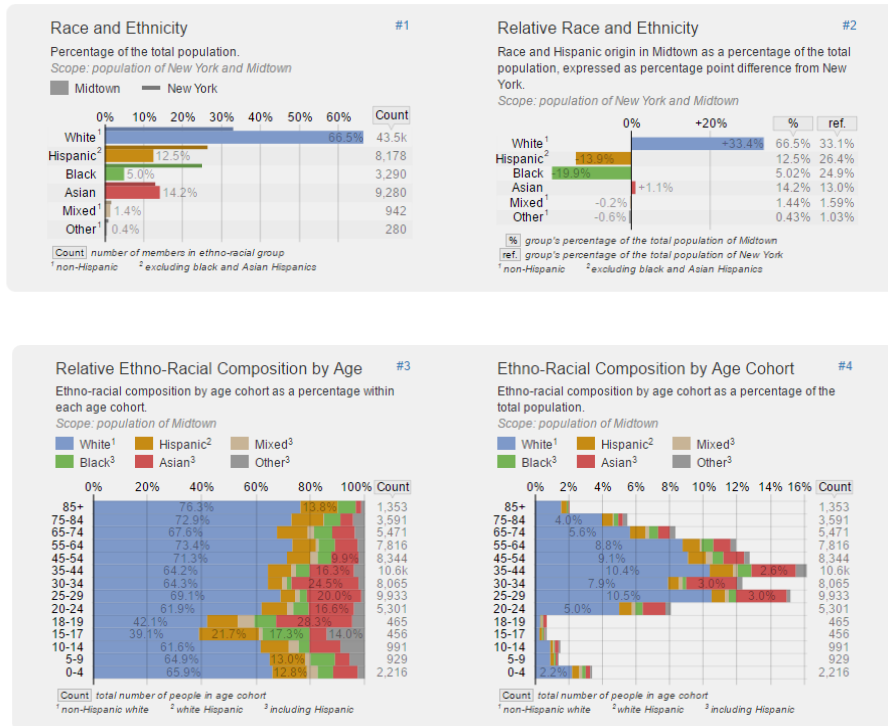 Race and Ethnicity #1
Percentage of the total population.
Scope: population of New York and Midtown
Midtown New York
0% 10% 20% 30% 40% 50% 60% Count
White¹ 66.5% 43.5k
Hispanic² 12.5% 8,178
Black 5.0% 3,290
Asian 14.2% 9,280
Mixed¹ 1.4% 942
Other¹ 0.4% 280
Count number of members in ethno-racial group
¹ non-Hispanic ² excluding black and Asian Hispanics
Relative Race and Ethnicity #2
Race and Hispanic origin in Midtown as a percentage of the total
population, expressed as percentage point difference from New
York.
Scope: population of New York and Midtown
0% +20% % ref.
White¹ +33.4% 66.5% 33.1%
Hispanic² -13.9% 12.5% 26.4%
Black -19.9% 5.02% 24.9%
Asian +1.1% 14.2% 13.0%
Mixed¹ -0.2% 1.44% 1.59%
Other¹ -0.6% 0.43% 1.03%
% group's percentage of the total population of Midtown
ref. group's percentage of the total population of New York
¹ non-Hispanic ² excluding black and Asian Hispanics
Relative Ethno-Racial Composition by Age #3
Ethno-racial composition by age cohort as a percentage within
each age cohort.
Scope: population of Midtown
White¹ Hispanic² Mixed³
Black³ Asian³ Other³
0% 20% 40% 60% 80% 100% Count
85+ 76.3% 13.8% 1,353
75-84 72.9% 3,591
65-74 67.6% 5,471
55-64 73.4% 7,816
45-54 71.3% 9.9% 8,344
35-44 64.2% 16.3% 10.6k
30-34 64.3% 24.5% 8,065
25-29 69.1% 20.0% 9,933
20-24 61.9% 16.6% 5,301
18-19 42.1% 28.3% 465
15-17 39.1% 21.7% 17.3% 14.0% 456
10-14 61.6% 991
5-9 64.9% 13.0% 929
0-4 65.9% 12.8% 2,216
Count total number of people in age cohort
¹ non-Hispanic white ² white Hispanic ³ including Hispanic
Ethno-Racial Composition by Age Cohort #4
Ethno-racial composition by age cohort as a percentage of the
total population.
Scope: population of Midtown
White¹ Hispanic² Mixed³
Black³ Asian³ Other³
0% 2% 4% 6% 8% 10% 12% 14% 16% Count
85+ 1,353
75-84 4.0% 3,591
65-74 5.6% 5,471
55-64 8.8% 7,816
45-54 9.1% 8,344
35-44 10.4% 2.6% 10.6k
30-34 7.9% 3.0% 8,065
25-29 10.5% 3.0% 9,933
20-24 5.0% 5,301
18-19 465
15-17 456
10-14 991
5-9 929
0-4 2.2% 2,216
Count total number of people in age cohort
¹ non-Hispanic white ² white Hispanic ³ including Hispanic